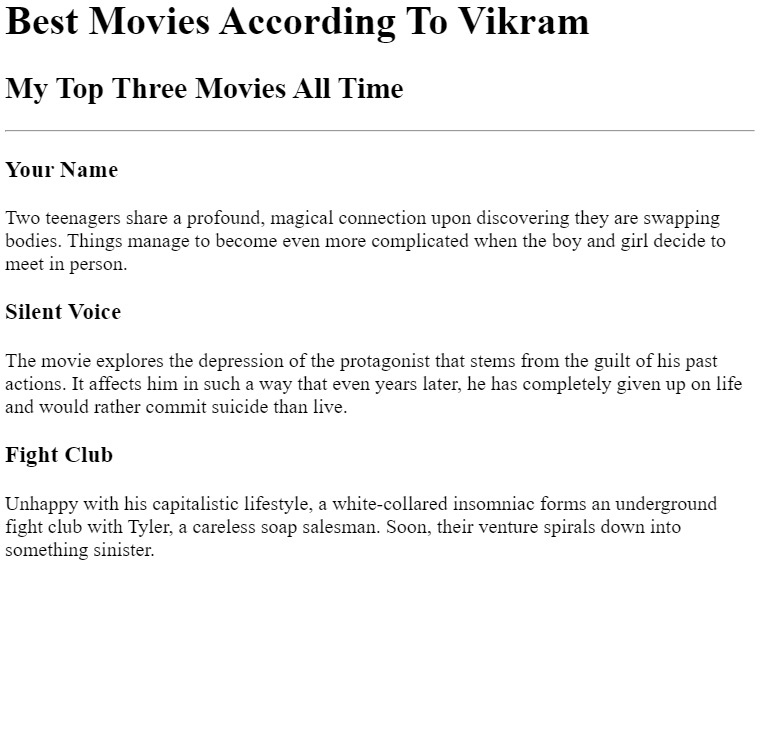 Best Movies According To Vikram
My Top Three Movies All Time
Your Name
Two teenagers share a profound, magical connection upon discovering they are swapping
bodies. Things manage to become even more complicated when the boy and girl decide to
meet in person.
Silent Voice
The movie explores the depression of the protagonist that stems from the guilt of his past
actions. It affects him in such a way that even years later, he has completely given up on life
and would rather commit suicide than live.
Fight Club
Unhappy with his capitalistic lifestyle, a white-collared insomniac forms an underground
fight club with Tyler, a careless soap salesman. Soon, their venture spirals down into
something sinister.